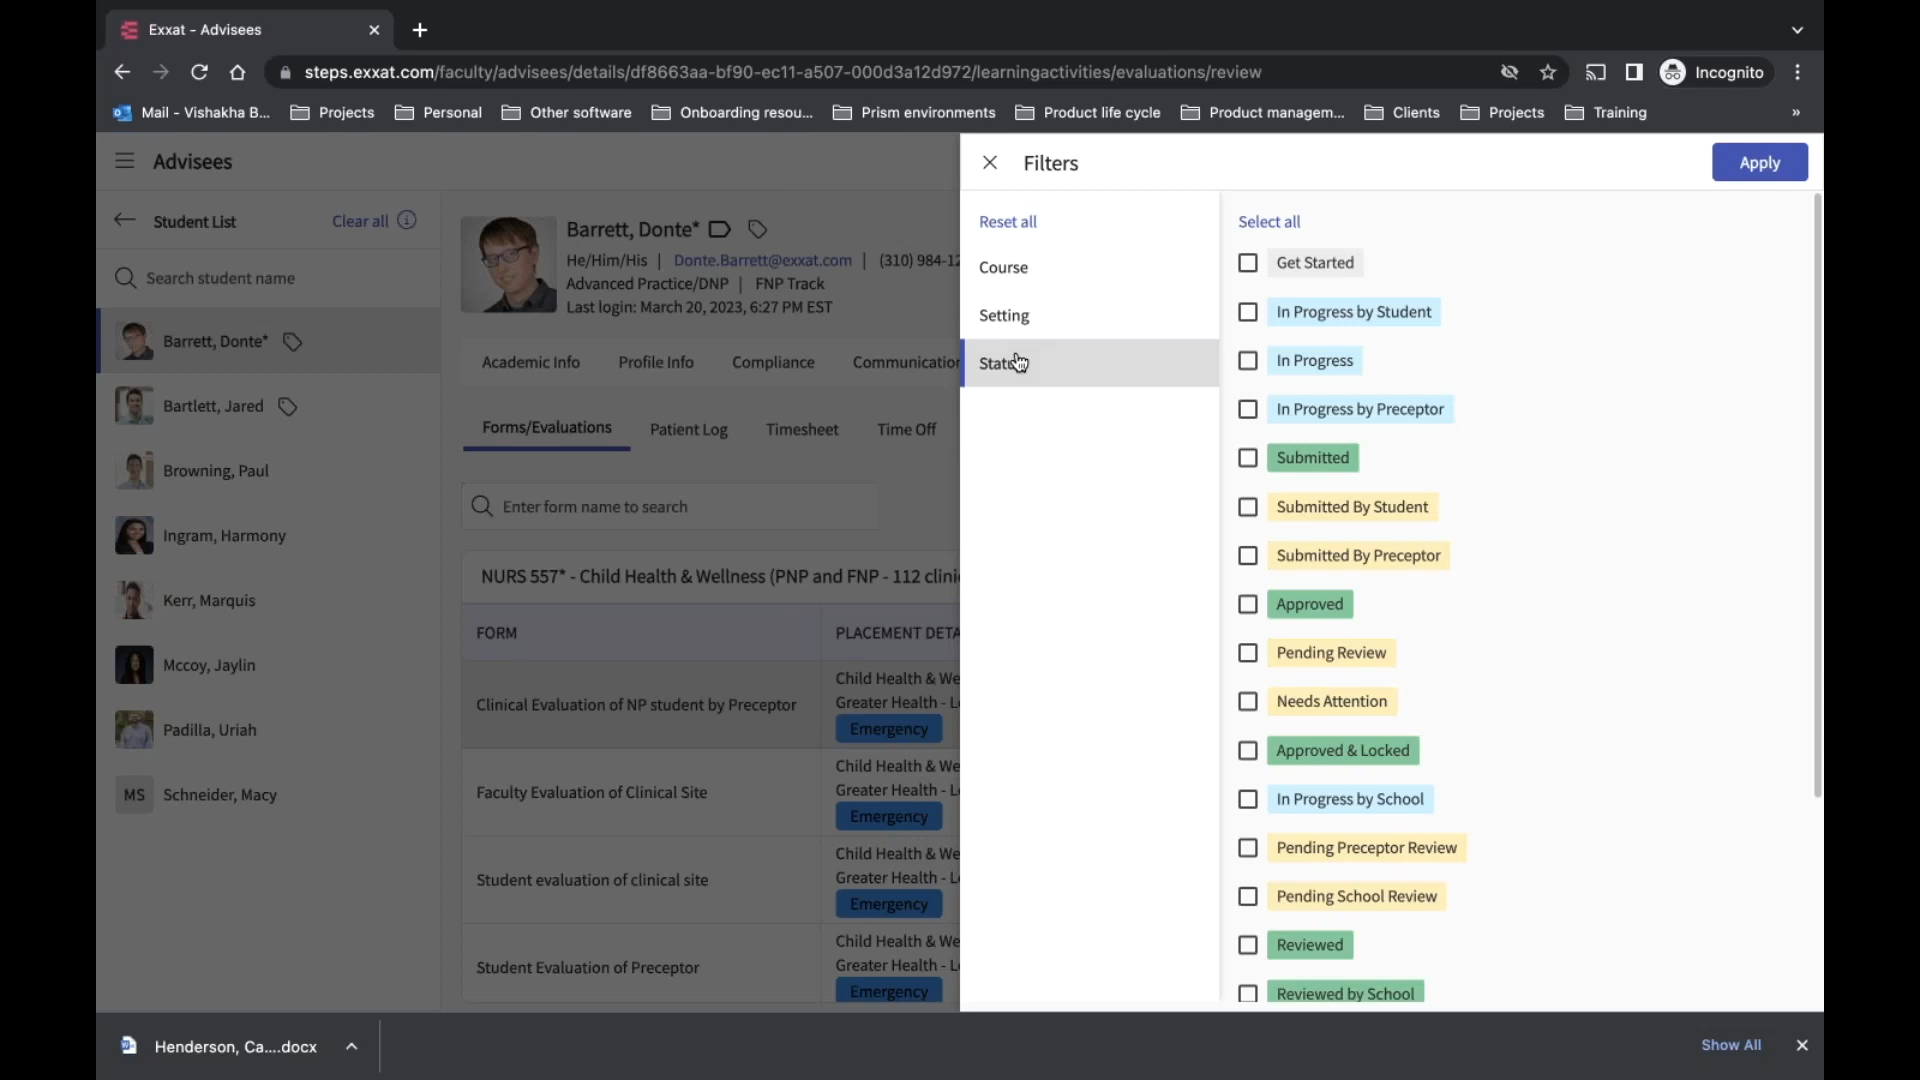 Exxat - Advisees
steps.exxat.com/faculty/advisees/details/df8663aa-bf90-ec11-a507-000d3a12d972/learningactivities/evaluations/review
Incognito
Mail - Vishakha B...
Projects
Personal
Other software
Onboarding resou...
Prism environments
Product life cycle
Product managem...
Clients
Projects
Training
»
Advisees
Student List
Clear all
Search student name
Barrett, Donte*
Bartlett, Jared
Browning, Paul
Ingram, Harmony
Kerr, Marquis
Mccoy, Jaylin
Padilla, Uriah
MS Schneider, Macy
Barrett, Donte*
He/Him/His | Donte.Barrett@exxat.com | (310) 984-12
Advanced Practice/DNP | FNP Track
Last login: March 20, 2023, 6:27 PM EST
Academic Info
Profile Info
Compliance
Communication
Forms/Evaluations
Patient Log
Timesheet
Time Off
Enter form name to search
NURS 557* - Child Health & Wellness (PNP and FNP - 112 clini
FORM
PLACEMENT DETA
Clinical Evaluation of NP student by Preceptor
Child Health & We
Greater Health - L
Emergency
Faculty Evaluation of Clinical Site
Child Health & We
Greater Health - L
Emergency
Student evaluation of clinical site
Child Health & We
Greater Health - L
Emergency
Student Evaluation of Preceptor
Child Health & We
Greater Health - L
Emergency
Filters
Apply
Reset all
Course
Setting
Status
Select all
Get Started
In Progress by Student
In Progress
In Progress by Preceptor
Submitted
Submitted By Student
Submitted By Preceptor
Approved
Pending Review
Needs Attention
Approved & Locked
In Progress by School
Pending Preceptor Review
Pending School Review
Reviewed
Reviewed by School
Henderson, Ca....docx
Show All